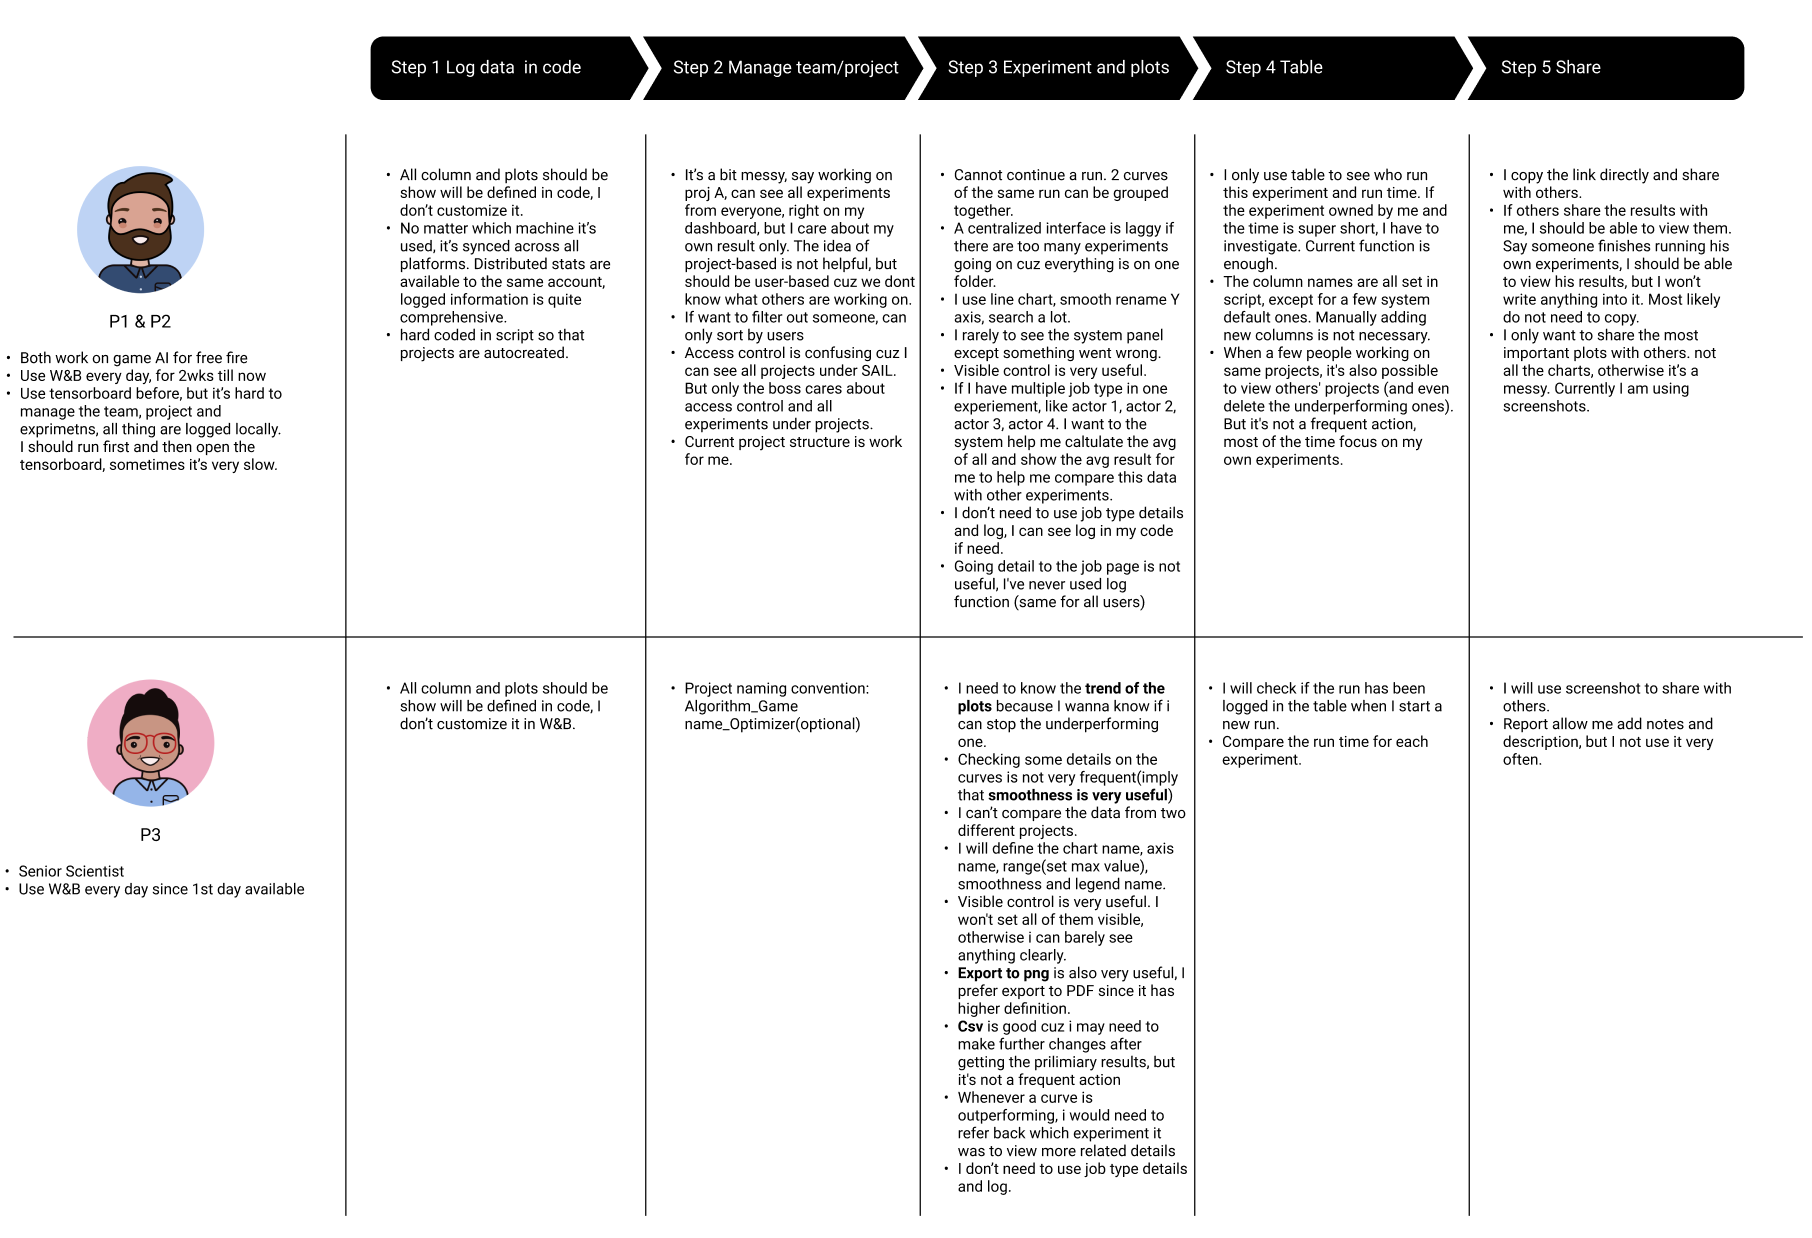 Step 1 Log data  in code
Step 2 Manage team/project
Step 3 Experiment and plots
Step 4 Table
Step 5 Share
P1 & P2
• Both work on game AI for free fire
• Use W&B every day, for 2wks till now
• Use tensorboard before, but it's hard to
manage the team, project and
exprimetns, all thing are logged locally.
I should run first and then open the
tensorboard, sometimes it's very slow.
• All column and plots should be
show will be defined in code, I
don't customize it.
• No matter which machine it's
used, it's synced across all
platforms. Distributed stats are
available to the same account,
logged information is quite
comprehensive.
• hard coded in script so that
projects are autocreated.
• It's a bit messy, say working on
proj A, can see all experiments
from everyone, right on my
dashboard, but I care about my
own result only. The idea of
project-based is not helpful, but
should be user-based cuz we dont
know what others are working on.
• If want to filter out someone, can
only sort by users
• Access control is confusing cuz I
can see all projects under SAIL.
But only the boss cares about
access control and all
experiments under projects.
• Current project structure is work
for me.
• Cannot continue a run. 2 curves
of the same run can be grouped
together.
• A centralized interface is laggy if
there are too many experiments
going on cuz everything is on one
folder.
• I use line chart, smooth rename Y
axis, search a lot.
• I rarely to see the system panel
except something went wrong.
• Visible control is very useful.
• If I have multiple job type in one
experiement, like actor 1, actor 2,
actor 3, actor 4. I want to the
system help me caltulate the avg
of all and show the avg result for
me to help me compare this data
with other experiments.
• I don't need to use job type details
and log, I can see log in my code
if need.
• Going detail to the job page is not
useful, I've never used log
function (same for all users)
• I only use table to see who run
this experiment and run time. If
the experiment owned by me and
the time is super short, I have to
investigate. Current function is
enough.
• The column names are all set in
script, except for a few system
default ones. Manually adding
new columns is not necessary.
• When a few people working on
same projects, it's also possible
to view others' projects (and even
delete the underperforming ones).
But it's not a frequent action,
most of the time focus on my
own experiments.
• I copy the link directly and share
with others.
• If others share the results with
me, I should be able to view them.
Say someone finishes running his
own experiments, I should be able
to view his results, but I won't
write anything into it. Most likely
do not need to copy.
• I only want to share the most
important plots with others. not
all the charts, otherwise it's a
messy. Currently I am using
screenshots.
P3
• Senior Scientist
• Use W&B every day since 1st day available
• All column and plots should be
show will be defined in code, I
don't customize it in W&B.
• Project naming convention:
Algorithm_Game
name_Optimizer(optional)
• I need to know the trend of the
plots because I wanna know if i
can stop the underperforming
one.
• Checking some details on the
curves is not very frequent(imply
that smoothness is very useful)
• I can't compare the data from two
different projects.
• I will define the chart name, axis
name, range(set max value),
smoothness and legend name.
• Visible control is very useful. I
won't set all of them visible,
otherwise i can barely see
anything clearly.
• Export to png is also very useful, I
prefer export to PDF since it has
higher definition.
• Csv is good cuz i may need to
make further changes after
getting the prilimiary results, but
it's not a frequent action
• Whenever a curve is
outperforming, i would need to
refer back which experiment it
was to view more related details
• I don't need to use job type details
and log.
• I will check if the run has been
logged in the table when I start a
new run.
• Compare the run time for each
experiment.
• I will use screenshot to share with
others.
• Report allow me add notes and
description, but I not use it very
often.